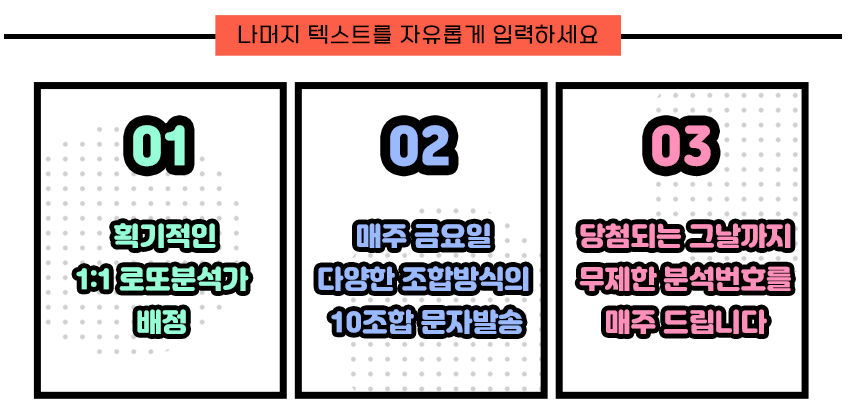 나머지 텍스트를 자유롭게 입력하세요
01
획기적인
1:1 로또분석가
배정
02
매주 금요일
다양한 조합방식의
10조합 문자발송
03
당첨되는 그날까지
무제한 분석번호를
매주 드립니다